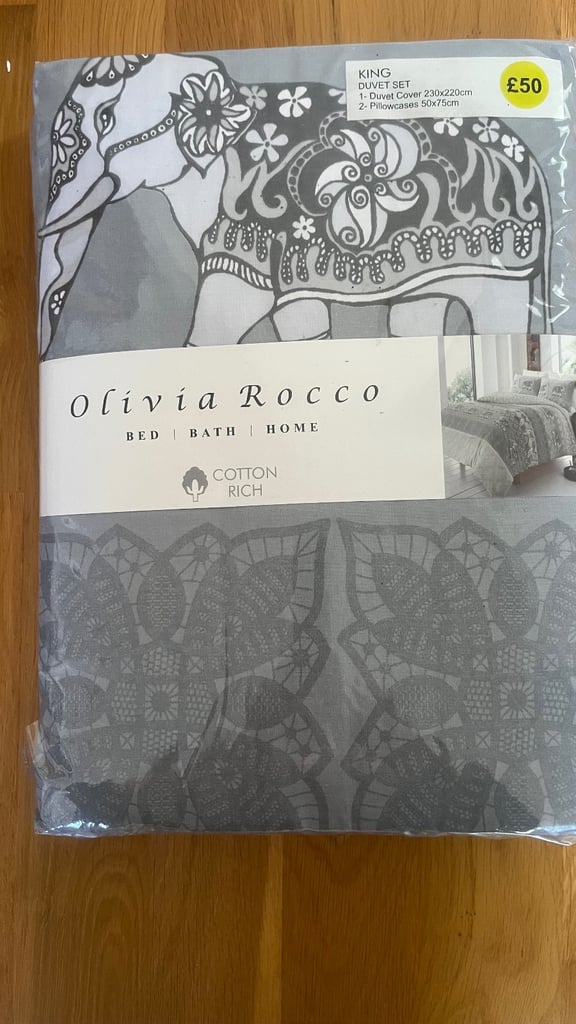 KING
DUVET SET
1- Duvet Cover 230x220cm
2- Pillowcases 50x75cm
£50
Olivia Rocco
BED | BATH | HOME
COTTON
RICH